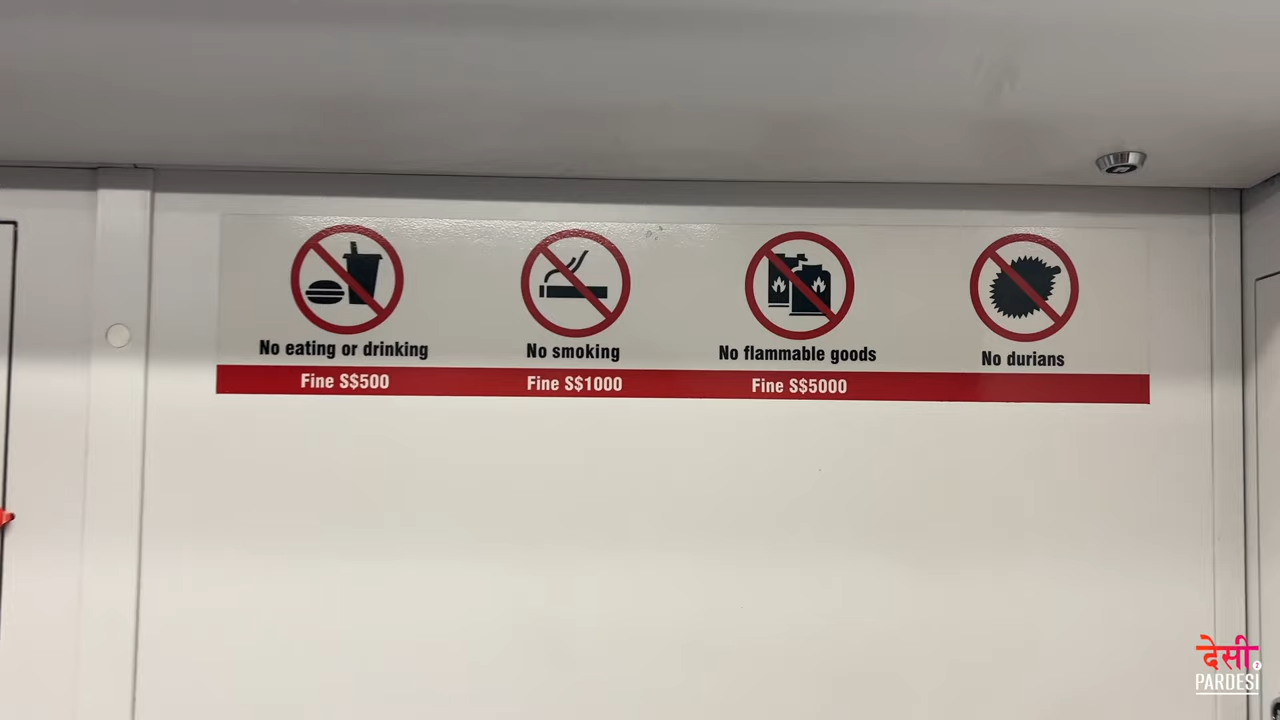 No eating or drinking
Fine S$500
No smoking
Fine S$1000
No flammable goods
Fine S$5000
No durians
देसी
PARDESI